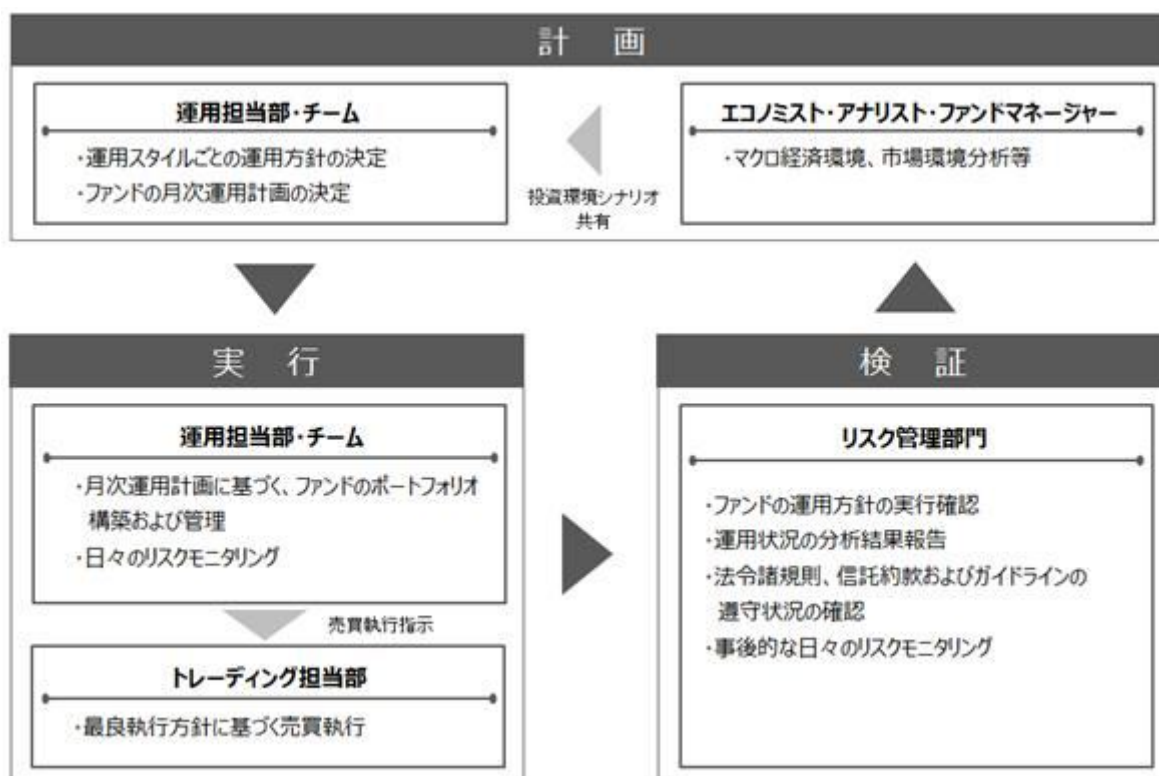 計　画
運用担当部・チーム
・運用スタイルごとの運用方針の決定
・ファンドの月次運用計画の決定
投資環境シナリオ
共有
エコノミスト・アナリスト・ファンドマネージャー
・マクロ経済環境、市場環境分析等
実　行
運用担当部・チーム
・月次運用計画に基づく、ファンドのポートフォリオ
構築および管理
・日々のリスクモニタリング
売買執行指示
トレーディング担当部
・最良執行方針に基づく売買執行
検　証
リスク管理部門
・ファンドの運用方針の実行確認
・運用状況の分析結果報告
・法令諸規則、信託約款およびガイドラインの
遵守状況の確認
・事後的な日々のリスクモニタリング